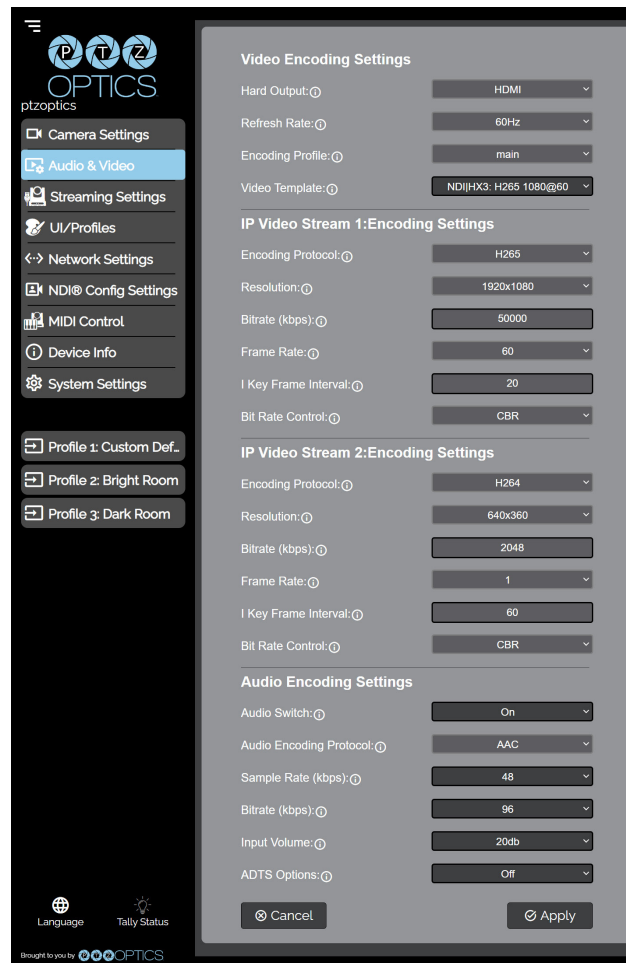 PTZ
OPTICS
ptzoptics
Camera Settings
Audio & Video
Streaming Settings
UI/Profiles
Network Settings
NDI® Config Settings
MIDI Control
Device Info
System Settings
Profile 1: Custom Def...
Profile 2: Bright Room
Profile 3: Dark Room
Language
Tally Status
Brought to you by PTZOPTICS
Video Encoding Settings
Hard Output: HDMI
Refresh Rate: 60Hz
Encoding Profile: main
Video Template: NDI|HX3: H265 1080@60
IP Video Stream 1:Encoding Settings
Encoding Protocol: H265
Resolution: 1920x1080
Bitrate (kbps): 50000
Frame Rate: 60
I Key Frame Interval: 20
Bit Rate Control: CBR
IP Video Stream 2:Encoding Settings
Encoding Protocol: H264
Resolution: 640x360
Bitrate (kbps): 2048
Frame Rate: 1
I Key Frame Interval: 60
Bit Rate Control: CBR
Audio Encoding Settings
Audio Switch: On
Audio Encoding Protocol: AAC
Sample Rate (kbps): 48
Bitrate (kbps): 96
Input Volume: 20db
ADTS Options: Off
Cancel
Apply